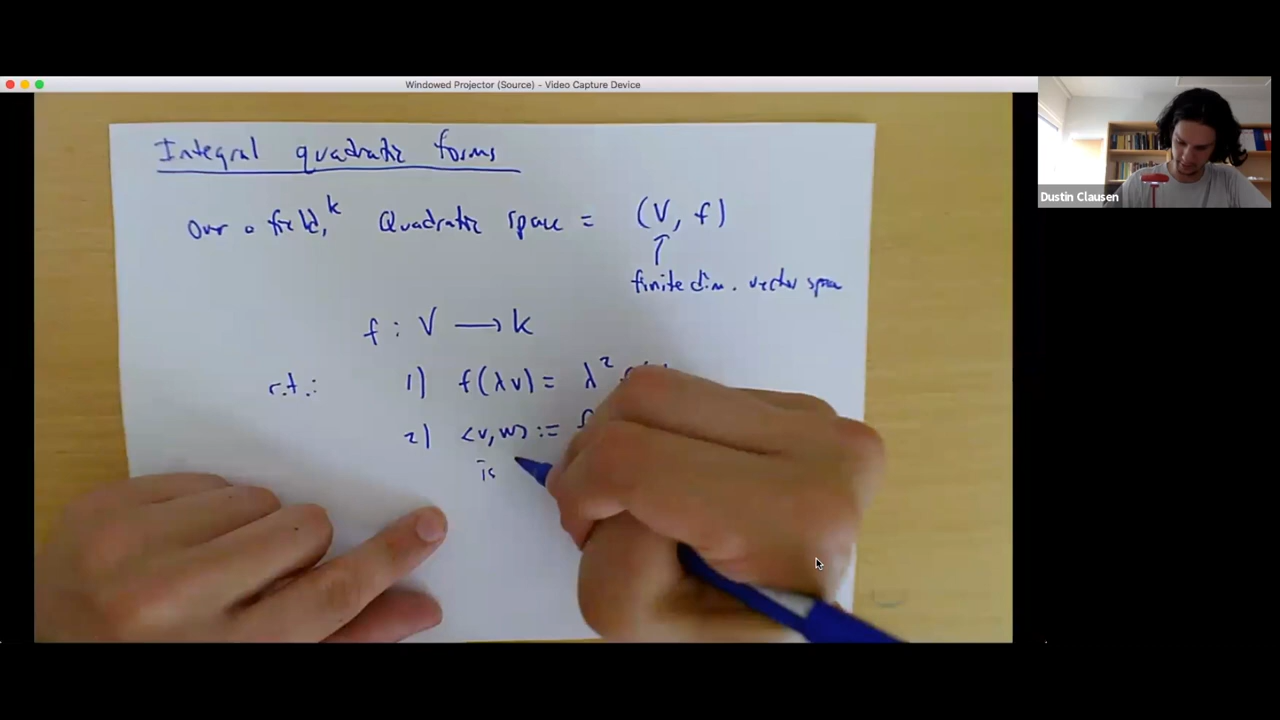 Windowed Projector (Source) - Video Capture Device
Dustin Clausen
Integral quadratic forms
Over a field, k Quadratic space = (V, f)
↑
finite dim. vector space
f : V → k
s.t.: 1) f(λv) = λ²
2) <v,w> := f
is